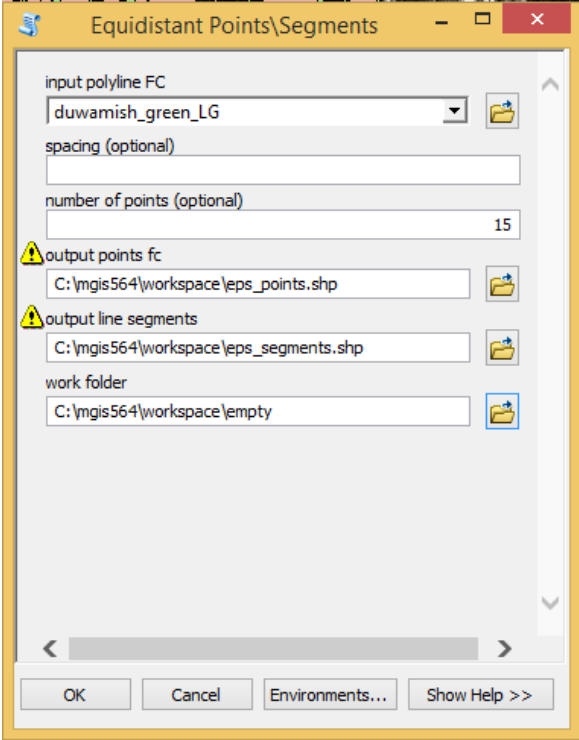 Equidistant Points\Segments
input polyline FC
duwamish_green_LG
spacing (optional)
number of points (optional)
15
output points fc
C:\mgis564\workspace\eps_points.shp
output line segments
C:\mgis564\workspace\eps_segments.shp
work folder
C:\mgis564\workspace\empty
OK Cancel Environments... Show Help >>